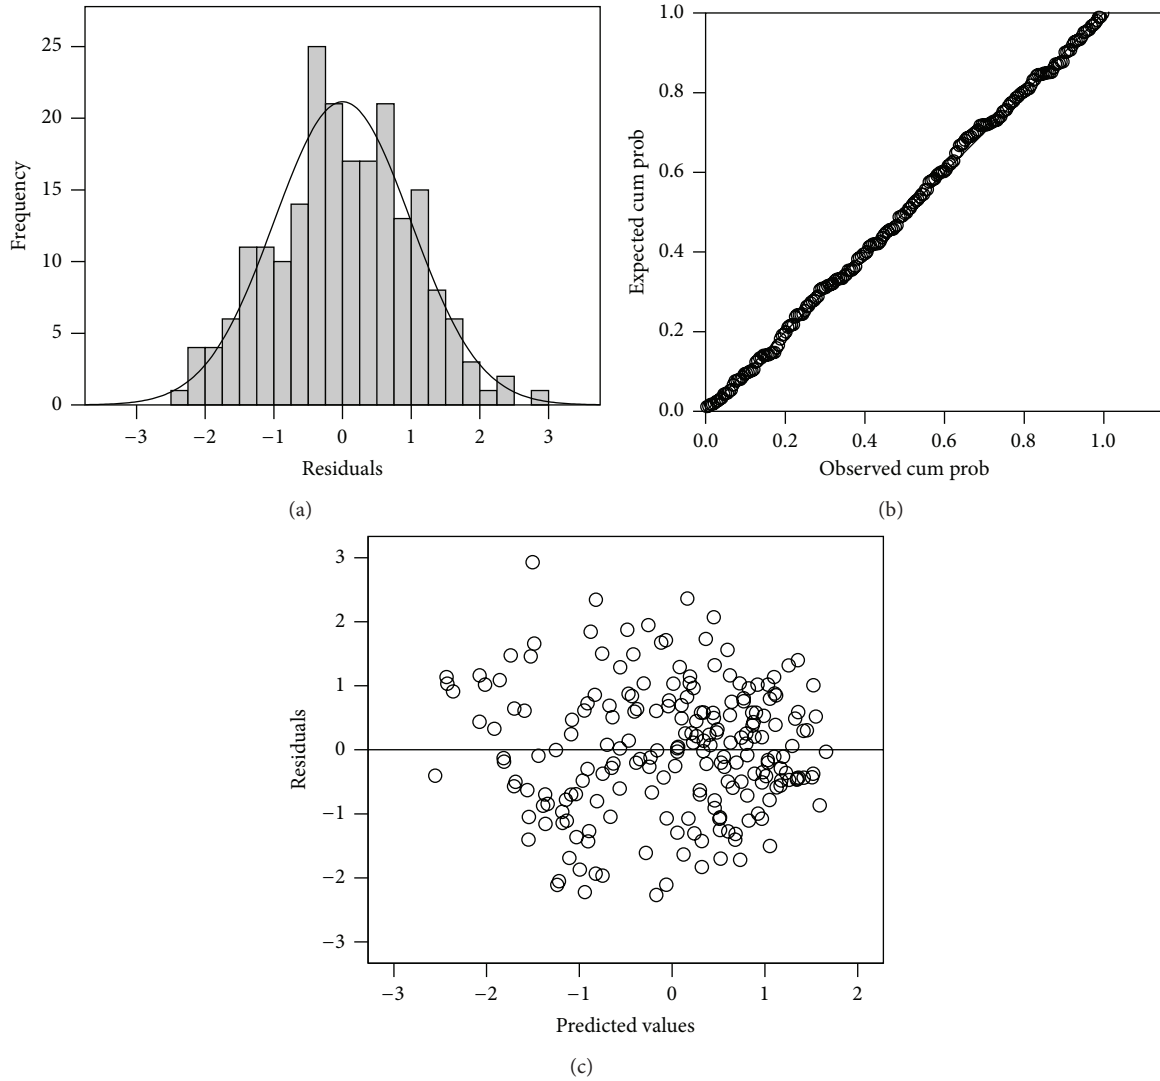 25
20
15
10
5
0
Frequency
−3 −2 −1 0 1 2 3
Residuals
(a)
1.0
0.8
0.6
0.4
0.2
0.0
Expected cum prob
0.0 0.2 0.4 0.6 0.8 1.0
Observed cum prob
(b)
3
2
1
0
−1
−2
−3
Residuals
−3 −2 −1 0 1 2
Predicted values
(c)